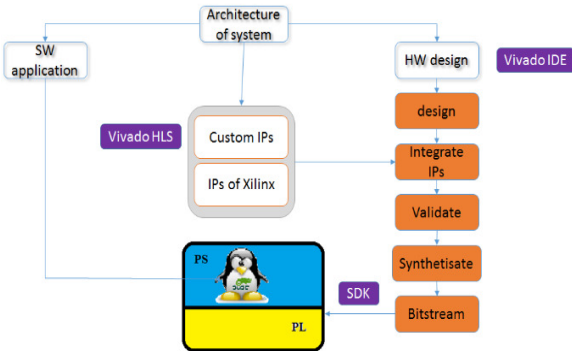 Architecture
of system
SW
application
HW design
Vivado IDE
design
Vivado HLS
Custom IPs
Integrate
IPs
IPs of Xilinx
Validate
PS
Synthetisate
SDK
Bitstream
PL